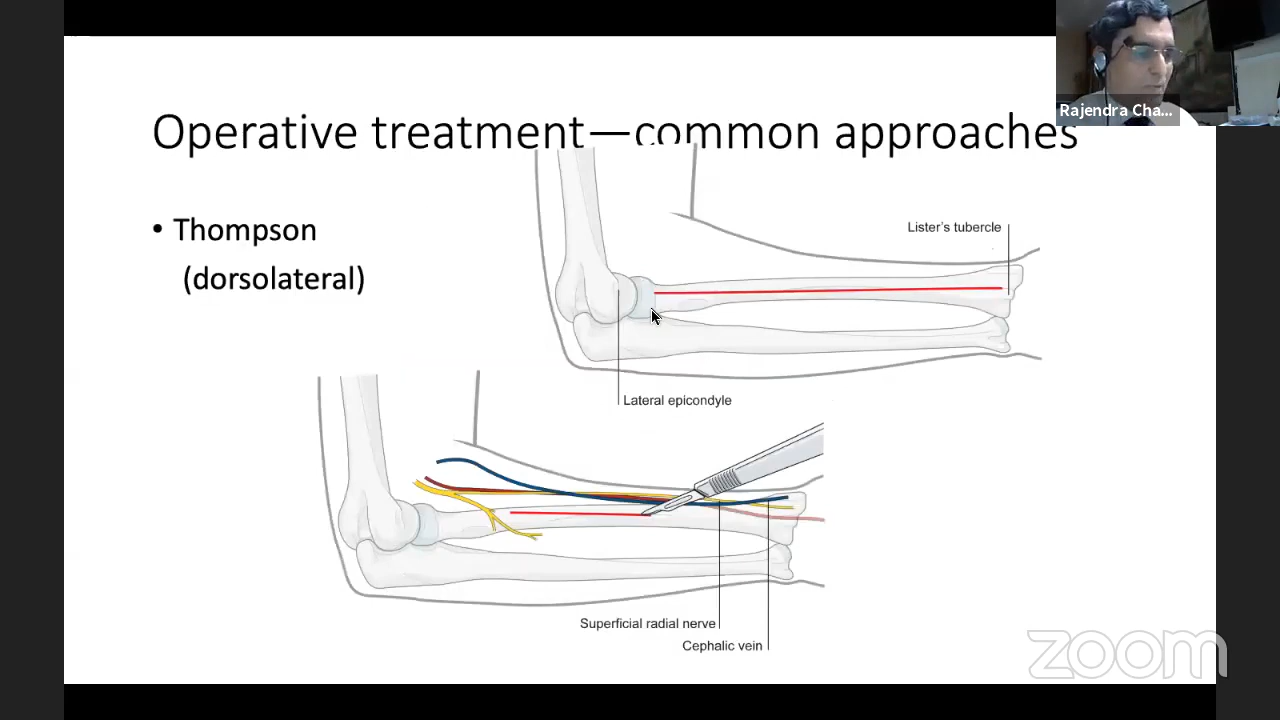 Rajendra Cha...
Operative treatment—common approaches
• Thompson
(dorsolateral)
Lister's tubercle
Lateral epicondyle
Superficial radial nerve
Cephalic vein
zoom